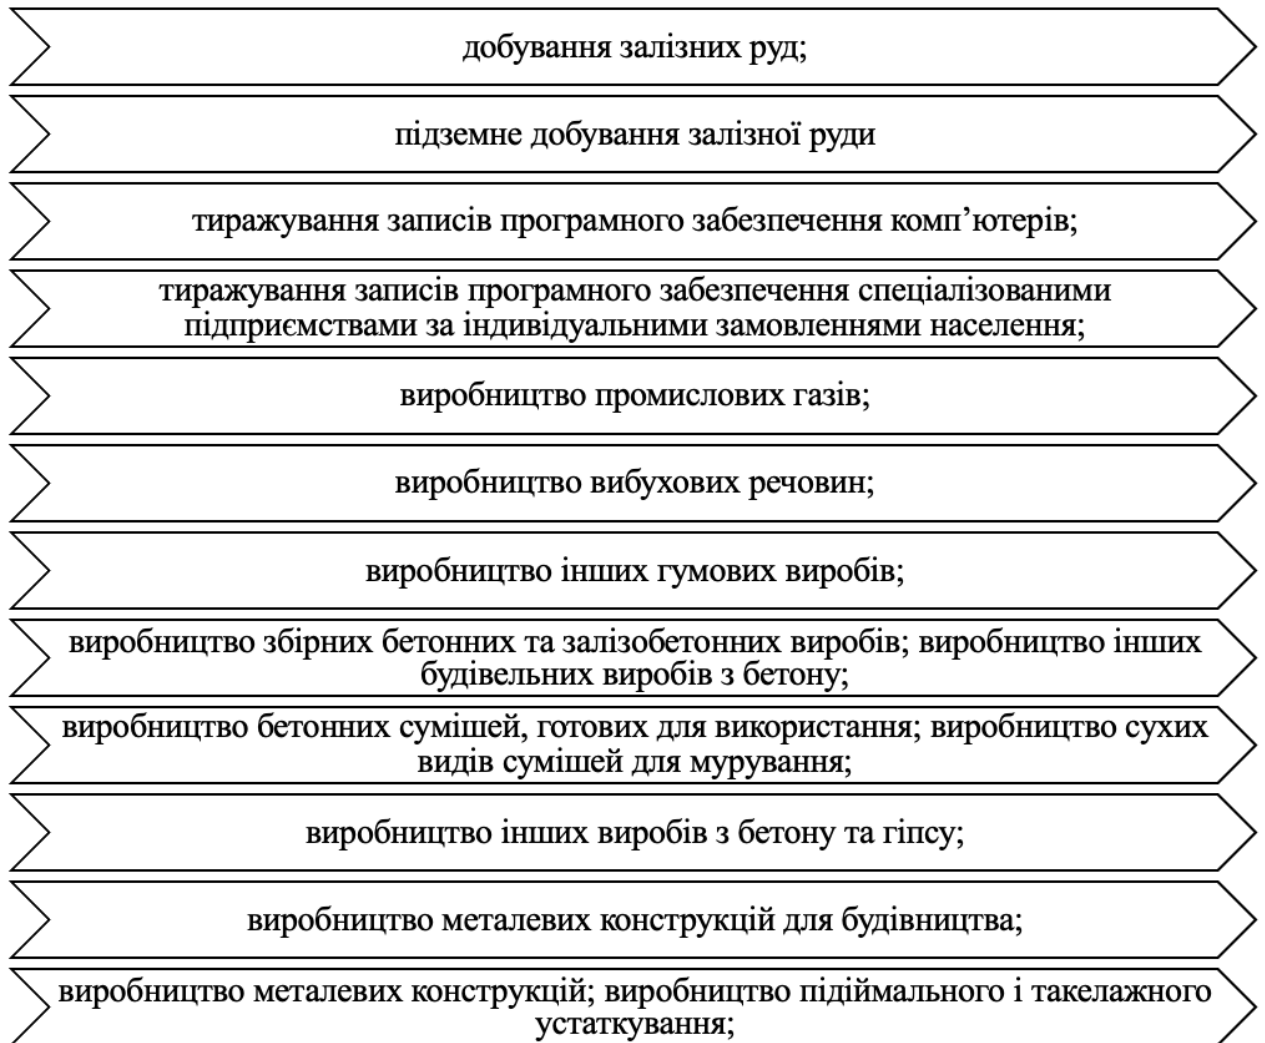 добування залізних руд;
підземне добування залізної руди
тиражування записів програмного забезпечення комп’ютерів;
тиражування записів програмного забезпечення спеціалізованими
підприємствами за індивідуальними замовленнями населення;
виробництво промислових газів;
виробництво вибухових речовин;
виробництво інших гумових виробів;
виробництво збірних бетонних та залізобетонних виробів; виробництво інших
будівельних виробів з бетону;
виробництво бетонних сумішей, готових для використання; виробництво сухих
видів сумішей для мурування;
виробництво інших виробів з бетону та гіпсу;
виробництво металевих конструкцій для будівництва;
виробництво металевих конструкцій; виробництво підіймального і такелажного
устаткування;